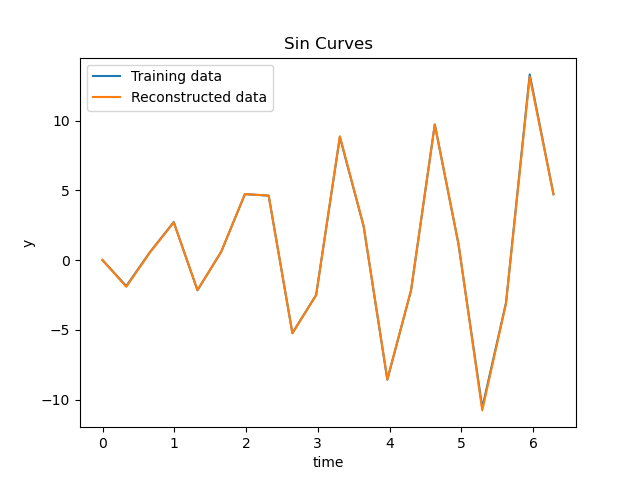 Sin Curves
Training data
Reconstructed data
10
5
0
−5
−10
y
0 1 2 3 4 5 6
time